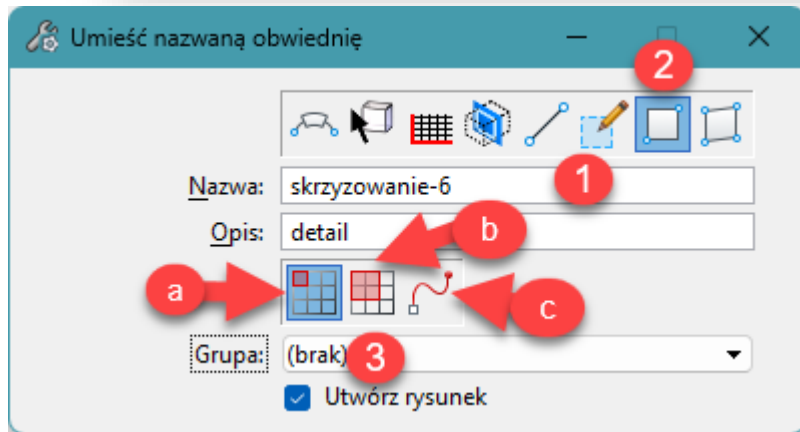 Umieść nazwaną obwiednię
2
1
Nazwa: skrzyzowanie-6
Opis: detail
b
a
c
Grupa: (brak) 3
Utwórz rysunek